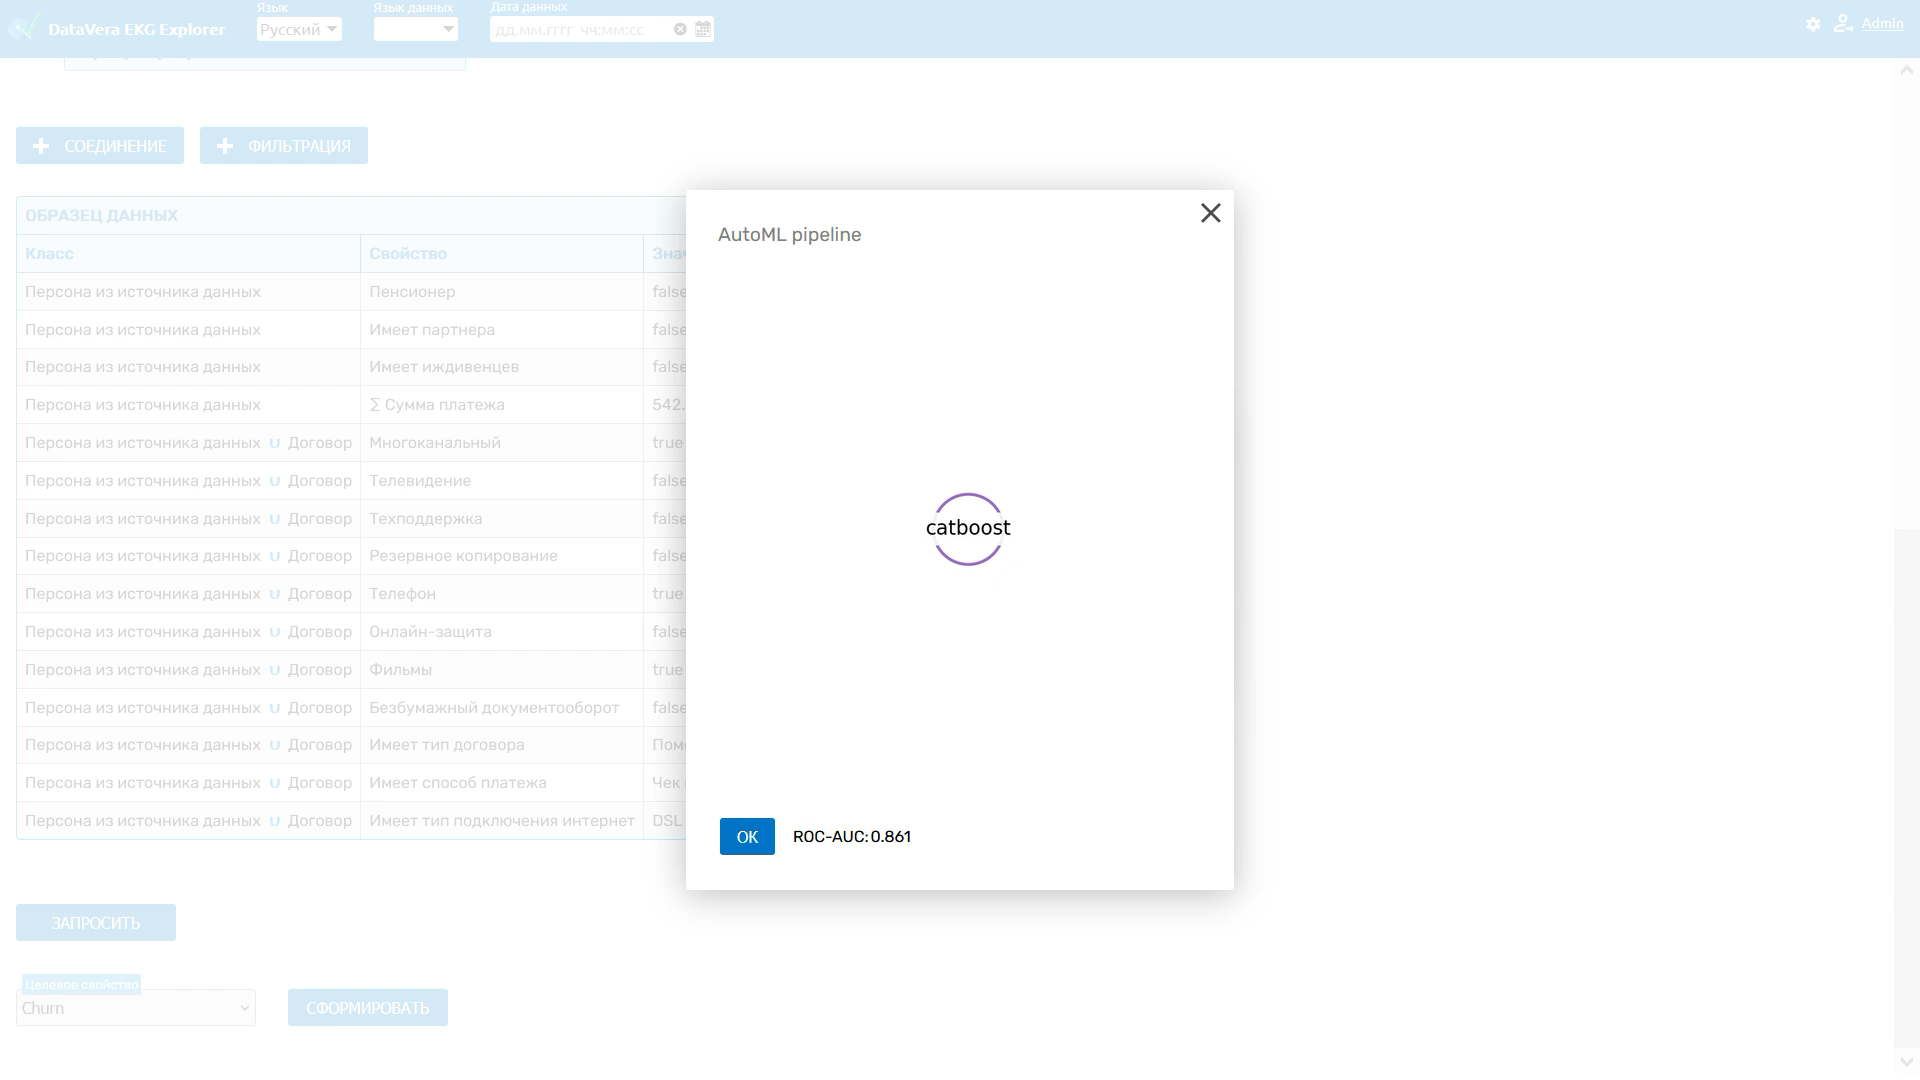 DataVera EKG Explorer
Язык
Русский
Язык данных
Дата данных
дд.мм.гггг чч:мм:сс
Admin
СОЕДИНЕНИЕ
ФИЛЬТРАЦИЯ
ОБРАЗЕЦ ДАННЫХ
Класс Свойство
Персона из источника данных Пенсионер false
Персона из источника данных Имеет партнера false
Персона из источника данных Имеет иждивенцев false
Персона из источника данных ∑ Сумма платежа 542.
Персона из источника данных ∪ Договор Многоканальный true
Персона из источника данных ∪ Договор Телевидение false
Персона из источника данных ∪ Договор Техподдержка false
Персона из источника данных ∪ Договор Резервное копирование false
Персона из источника данных ∪ Договор Телефон true
Персона из источника данных ∪ Договор Онлайн-защита false
Персона из источника данных ∪ Договор Фильмы true
Персона из источника данных ∪ Договор Безбумажный документооборот false
Персона из источника данных ∪ Договор Имеет тип договора
Персона из источника данных ∪ Договор Имеет способ платежа Чек
Персона из источника данных ∪ Договор Имеет тип подключения интернет DSL
ЗАПРОСИТЬ
Целевое свойство
Churn
СФОРМИРОВАТЬ
AutoML pipeline
catboost
OK
ROC-AUC: 0.861